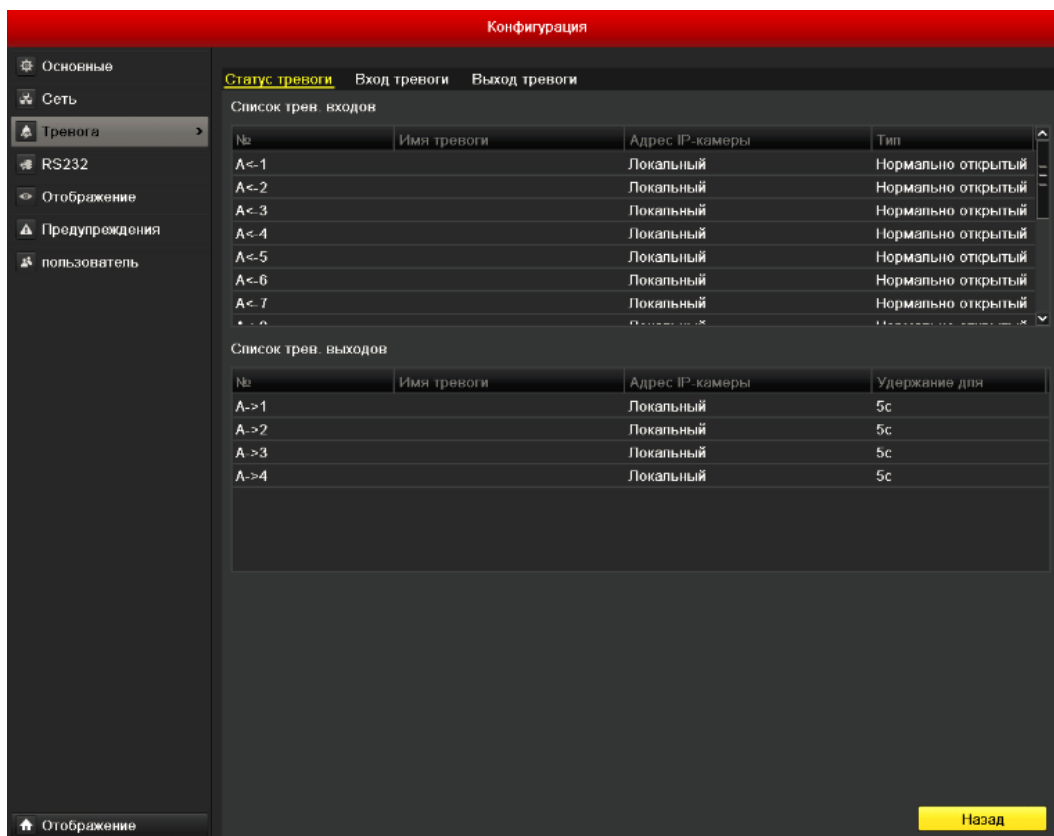 Конфигурация
Основные
Сеть
Тревога
RS232
Отображение
Предупреждения
пользователь
Отображение
Статус тревоги Вход тревоги Выход тревоги
Список трев. входов
№ Имя тревоги Адрес IP-камеры Тип
A<-1 Локальный Нормально открытый
A<-2 Локальный Нормально открытый
A<-3 Локальный Нормально открытый
A<-4 Локальный Нормально открытый
A<-5 Локальный Нормально открытый
A<-6 Локальный Нормально открытый
A<-7 Локальный Нормально открытый
Список трев. выходов
№ Имя тревоги Адрес IP-камеры Удержание для
A->1 Локальный 5с
A->2 Локальный 5с
A->3 Локальный 5с
A->4 Локальный 5с
Назад